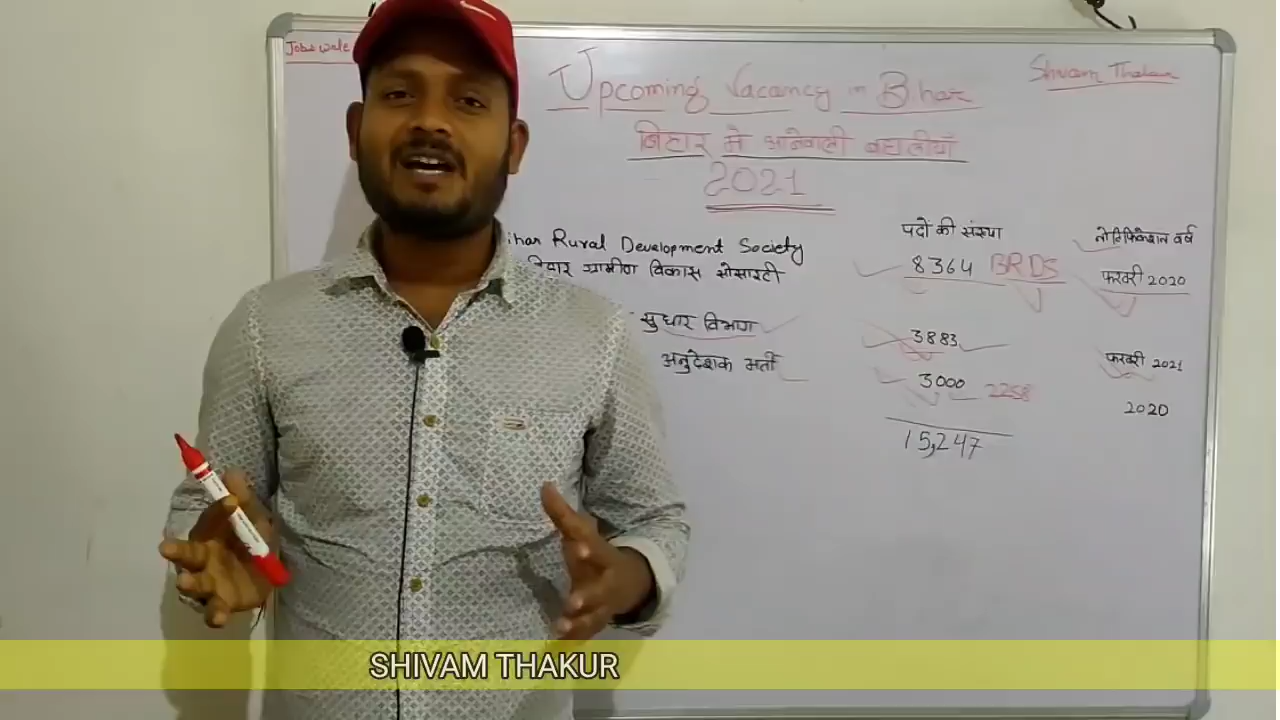 Jobs wale
Shivam Thakur
Upcoming Vacancy in Bihar
बिहार मे आनेवाली बहालीयाँ
2021
पदों की संख्या
नोटिफिकेशन वर्ष
Rural Development Society
ग्रामीण विकास सोसाइटी
8364 BRDS
फरवरी 2020
सुधार विभाग
3883
फरवरी 2021
अनुदेशक भर्ती
3000 2258
2020
15,247
SHIVAM THAKUR